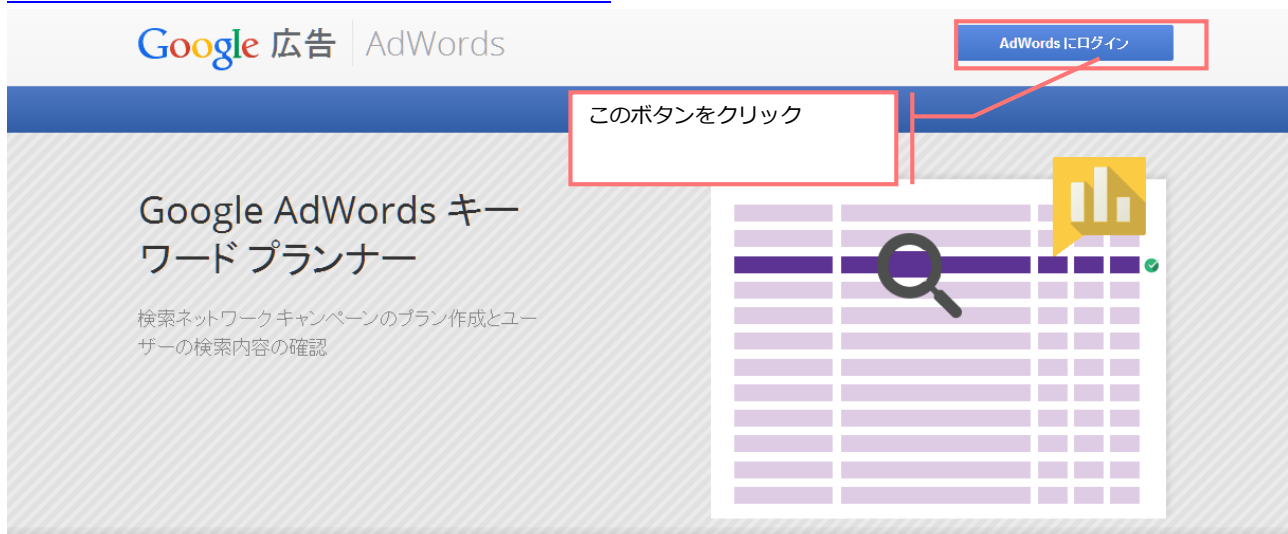 Google 広告 AdWords
AdWords にログイン
このボタンをクリック
Google AdWords キー
ワード プランナー
検索ネットワーク キャンペーンのプラン作成とユー
ザーの検索内容の確認